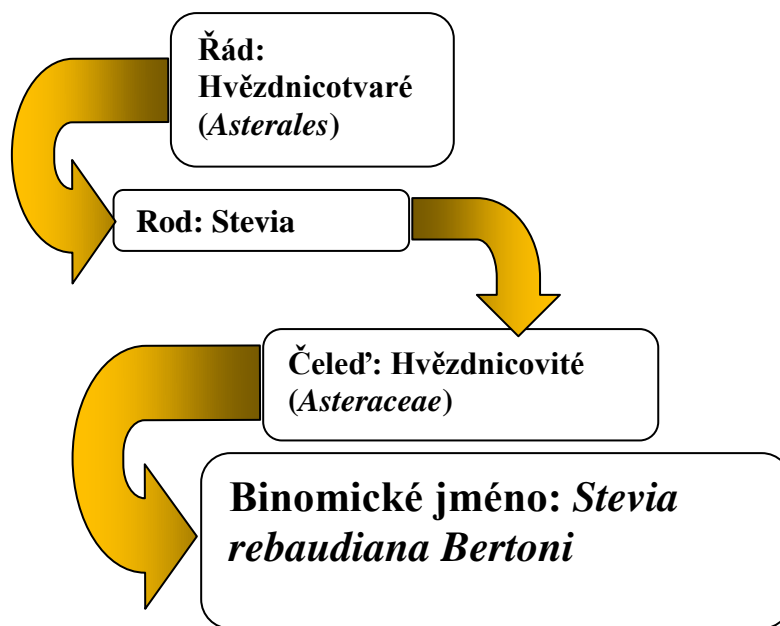 Řád:
Hvězdnicotvaré
(Asterales)
Rod: Stevia
Čeleď: Hvězdnicovité
(Asteraceae)
Binomické jméno: Stevia
rebaudiana Bertoni